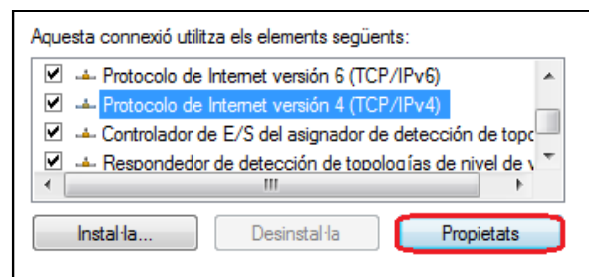 Aquesta connexió utilitza els elements següents:
Protocolo de Internet versión 6 (TCP/IPv6)
Protocolo de Internet versión 4 (TCP/IPv4)
Controlador de E/S del asignador de detección de topo
Respondedor de detección de topologías de nivel de v
Instal·la...
Desinstal·la
Propietats